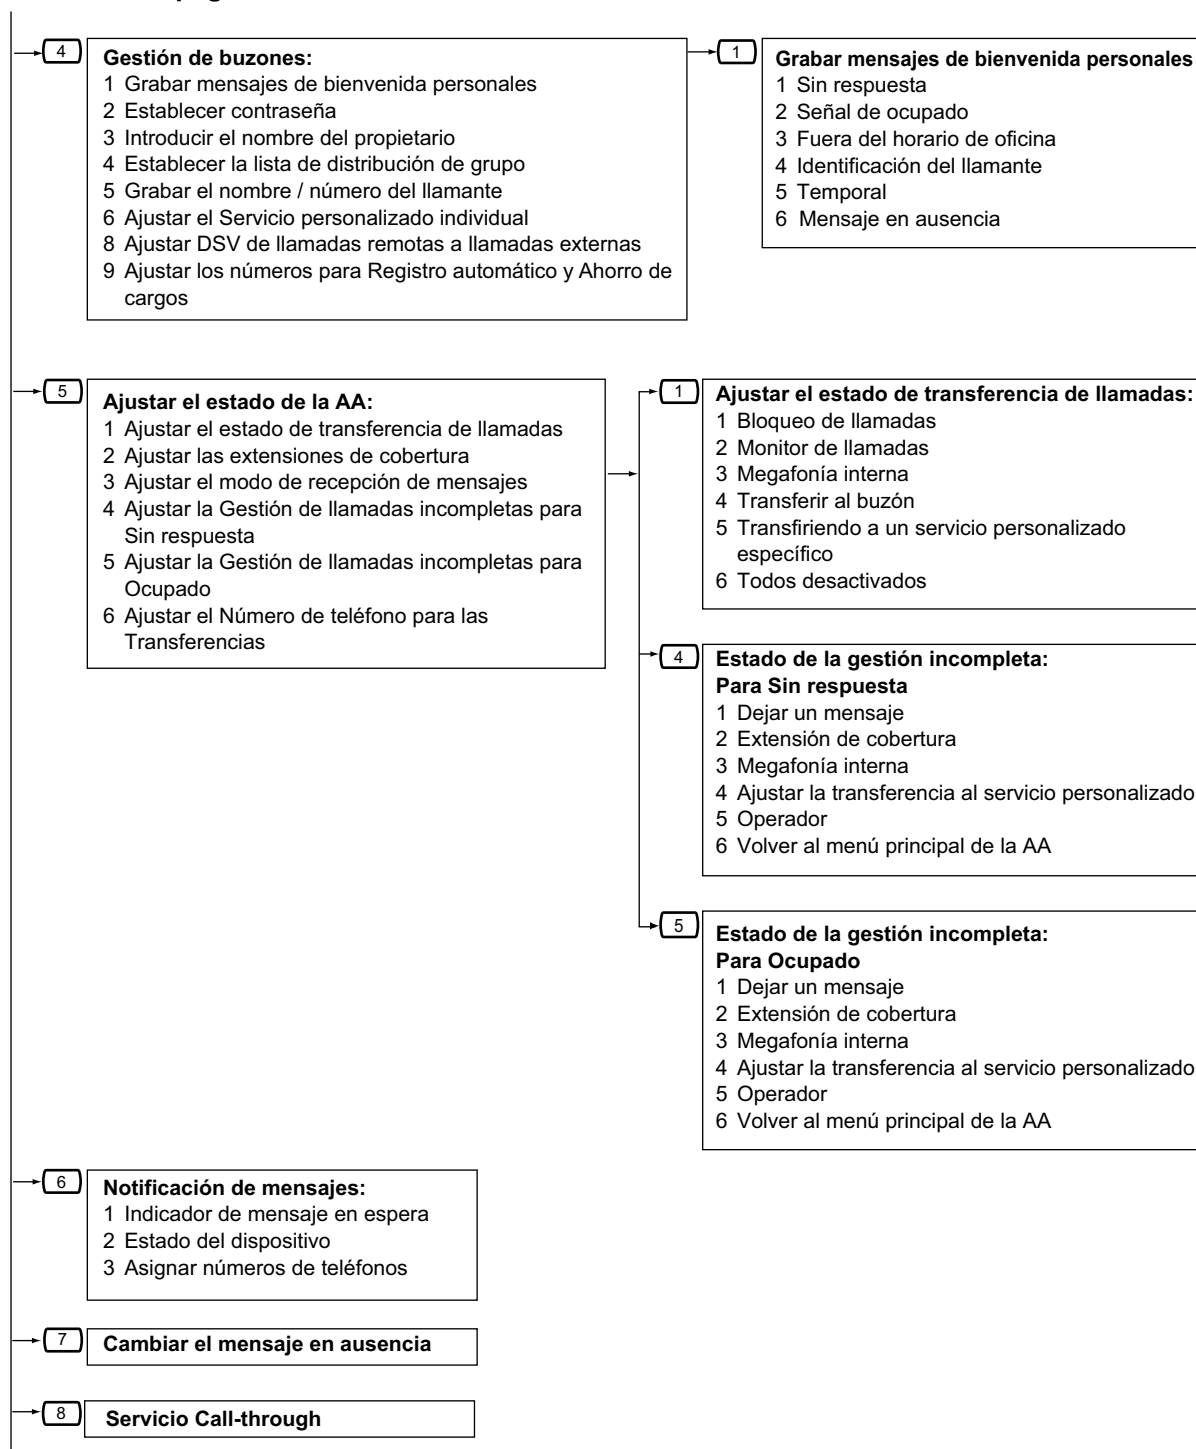 4
Gestión de buzones:
1 Grabar mensajes de bienvenida personales
2 Establecer contraseña
3 Introducir el nombre del propietario
4 Establecer la lista de distribución de grupo
5 Grabar el nombre / número del llamante
6 Ajustar el Servicio personalizado individual
8 Ajustar DSV de llamadas remotas a llamadas externas
9 Ajustar los números para Registro automático y Ahorro de
cargos
1
Grabar mensajes de bienvenida personales
1 Sin respuesta
2 Señal de ocupado
3 Fuera del horario de oficina
4 Identificación del llamante
5 Temporal
6 Mensaje en ausencia
5
Ajustar el estado de la AA:
1 Ajustar el estado de transferencia de llamadas
2 Ajustar las extensiones de cobertura
3 Ajustar el modo de recepción de mensajes
4 Ajustar la Gestión de llamadas incompletas para
Sin respuesta
5 Ajustar la Gestión de llamadas incompletas para
Ocupado
6 Ajustar el Número de teléfono para las
Transferencias
1
Ajustar el estado de transferencia de llamadas:
1 Bloqueo de llamadas
2 Monitor de llamadas
3 Megafonía interna
4 Transferir al buzón
5 Transfiriendo a un servicio personalizado
específico
6 Todos desactivados
4
Estado de la gestión incompleta:
Para Sin respuesta
1 Dejar un mensaje
2 Extensión de cobertura
3 Megafonía interna
4 Ajustar la transferencia al servicio personalizado
5 Operador
6 Volver al menú principal de la AA
5
Estado de la gestión incompleta:
Para Ocupado
1 Dejar un mensaje
2 Extensión de cobertura
3 Megafonía interna
4 Ajustar la transferencia al servicio personalizado
5 Operador
6 Volver al menú principal de la AA
6
Notificación de mensajes:
1 Indicador de mensaje en espera
2 Estado del dispositivo
3 Asignar números de teléfonos
7
Cambiar el mensaje en ausencia
8
Servicio Call-through